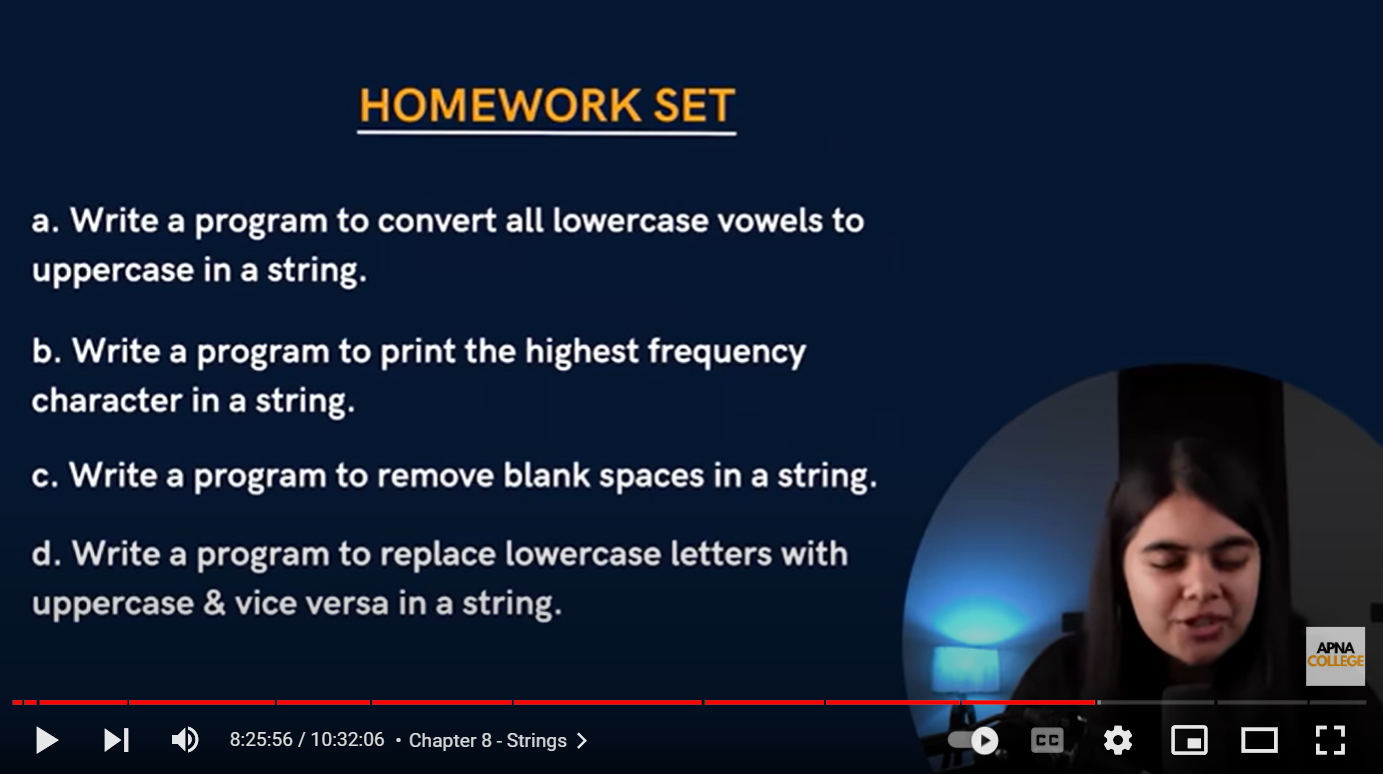 HOMEWORK SET
a. Write a program to convert all lowercase vowels to
uppercase in a string.
b. Write a program to print the highest frequency
character in a string.
c. Write a program to remove blank spaces in a string.
d. Write a program to replace lowercase letters with
uppercase & vice versa in a string.
APNA
COLLEGE
8:25:56 / 10:32:06 • Chapter 8 - Strings
CC